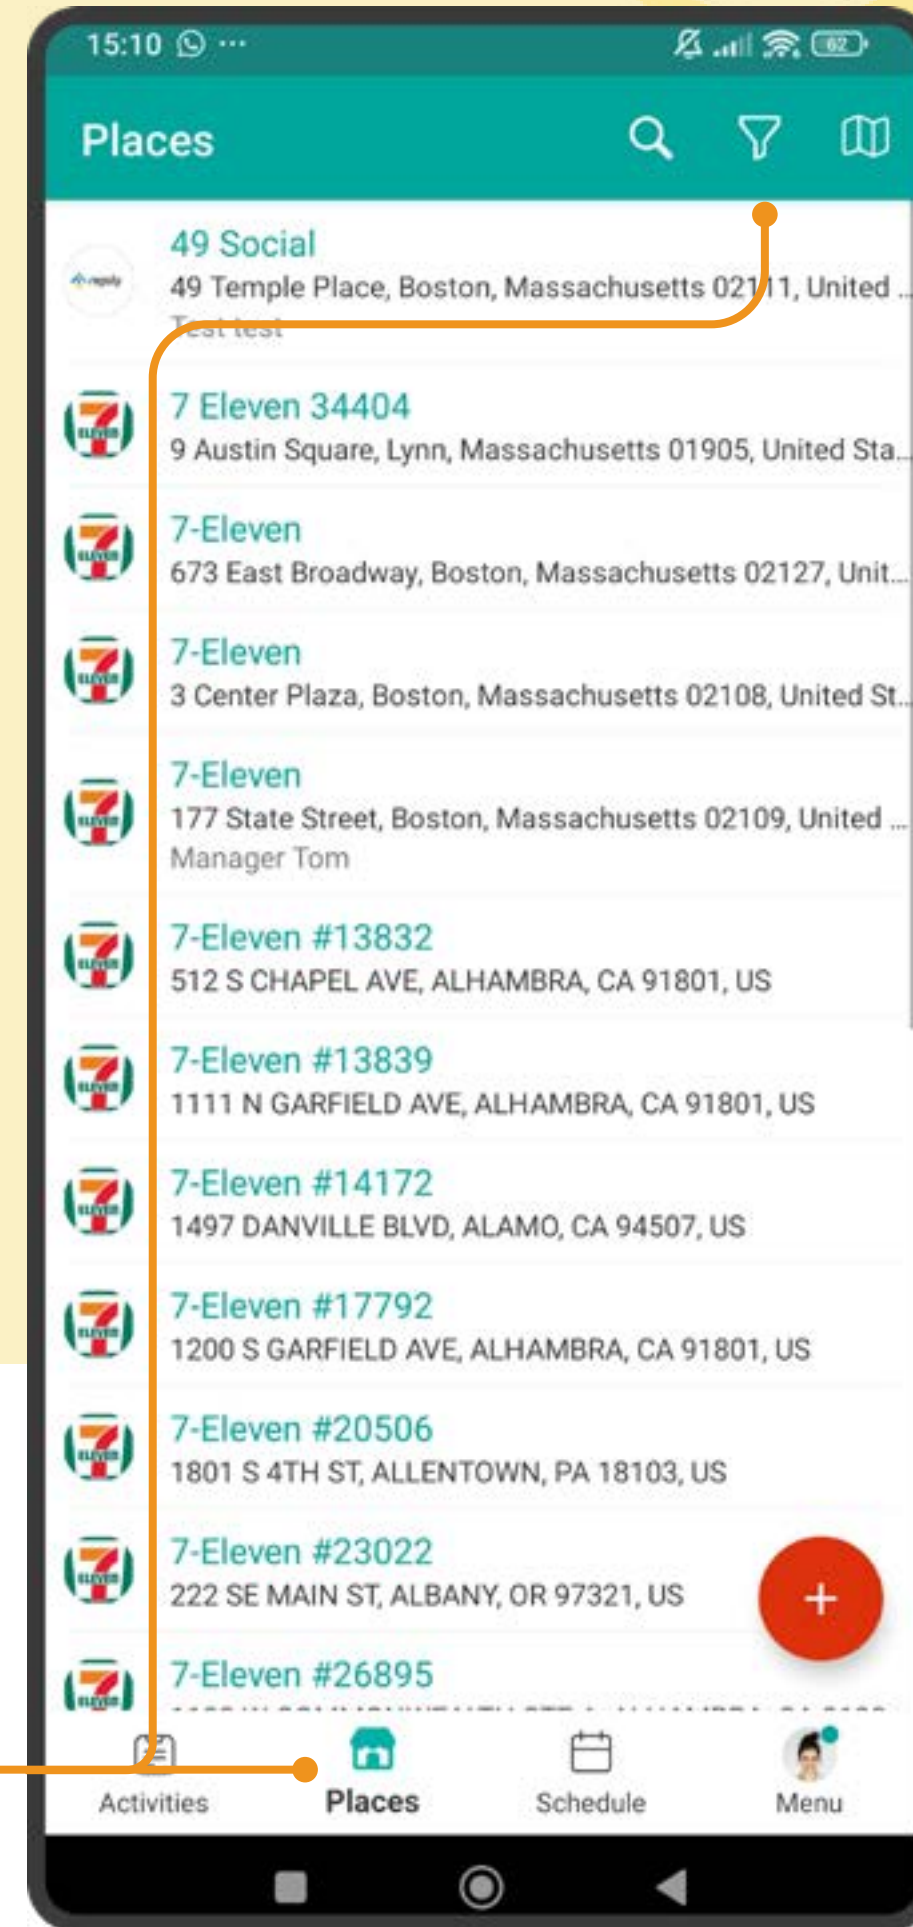 15:10
62
Places
49 Social
49 Temple Place, Boston, Massachusetts 02111, United ...
Test test
7 Eleven 34404
9 Austin Square, Lynn, Massachusetts 01905, United Sta...
7-Eleven
673 East Broadway, Boston, Massachusetts 02127, Unit...
7-Eleven
3 Center Plaza, Boston, Massachusetts 02108, United St...
7-Eleven
177 State Street, Boston, Massachusetts 02109, United ...
Manager Tom
7-Eleven #13832
512 S CHAPEL AVE, ALHAMBRA, CA 91801, US
7-Eleven #13839
1111 N GARFIELD AVE, ALHAMBRA, CA 91801, US
7-Eleven #14172
1497 DANVILLE BLVD, ALAMO, CA 94507, US
7-Eleven #17792
1200 S GARFIELD AVE, ALHAMBRA, CA 91801, US
7-Eleven #20506
1801 S 4TH ST, ALLENTOWN, PA 18103, US
7-Eleven #23022
222 SE MAIN ST, ALBANY, OR 97321, US
7-Eleven #26895
Activities
Places
Schedule
Menu